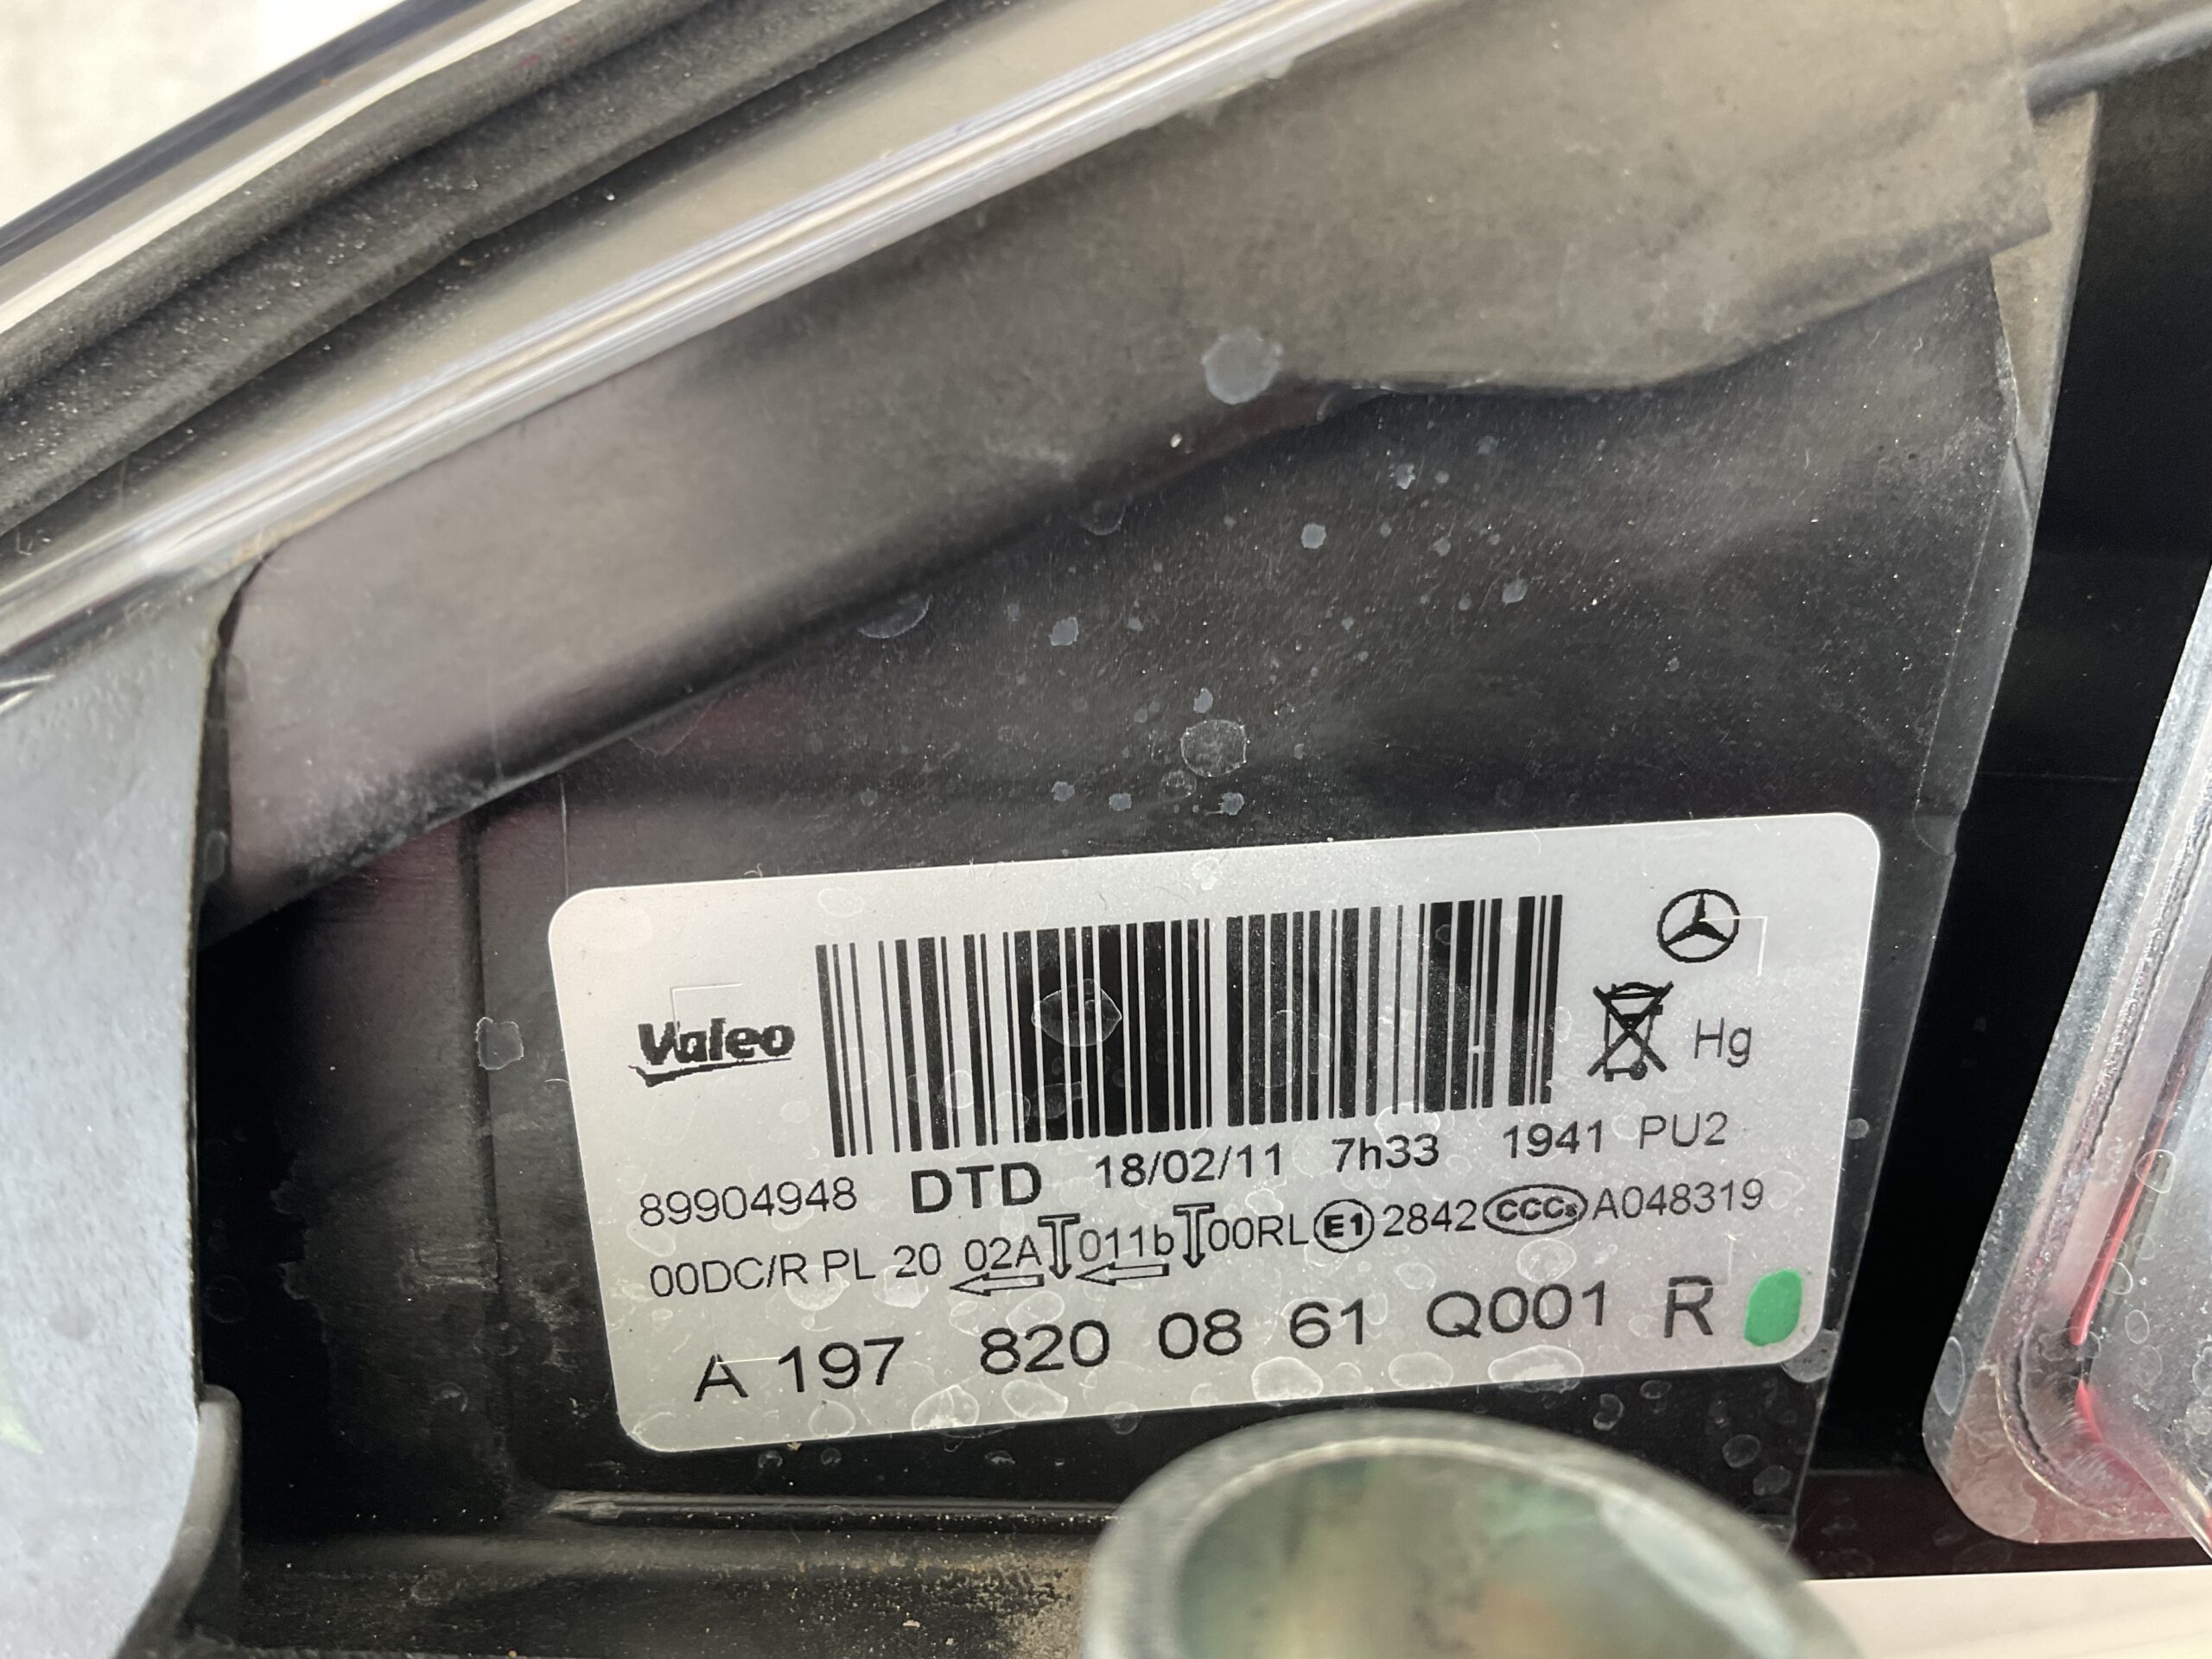 Valeo
Hg
89904948 DTD 18/02/11 7h33 1941 PU2
00DC/R PL 20 02A 011b 00RL E1 2842 CCC A048319
A 197 820 08 61 Q001 R